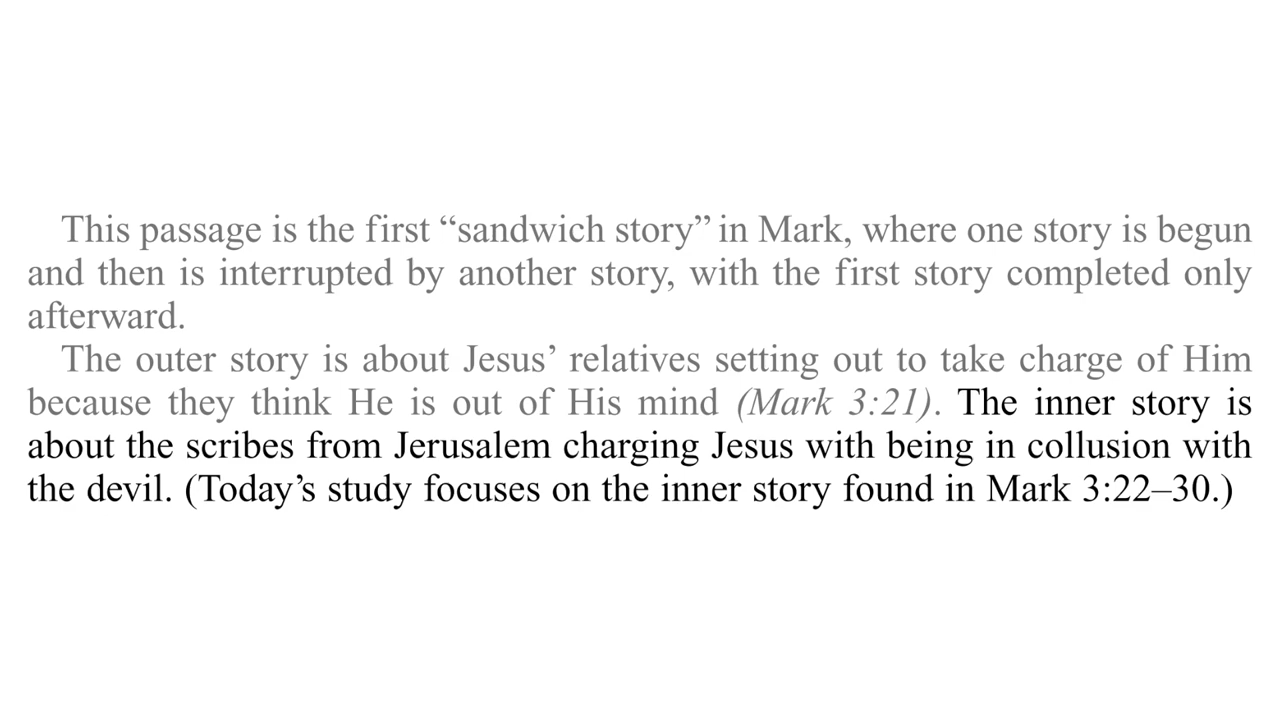 This passage is the first “sandwich story” in Mark, where one story is begun
and then is interrupted by another story, with the first story completed only
afterward.
The outer story is about Jesus’ relatives setting out to take charge of Him
because they think He is out of His mind (Mark 3:21). The inner story is
about the scribes from Jerusalem charging Jesus with being in collusion with
the devil. (Today’s study focuses on the inner story found in Mark 3:22–30.)